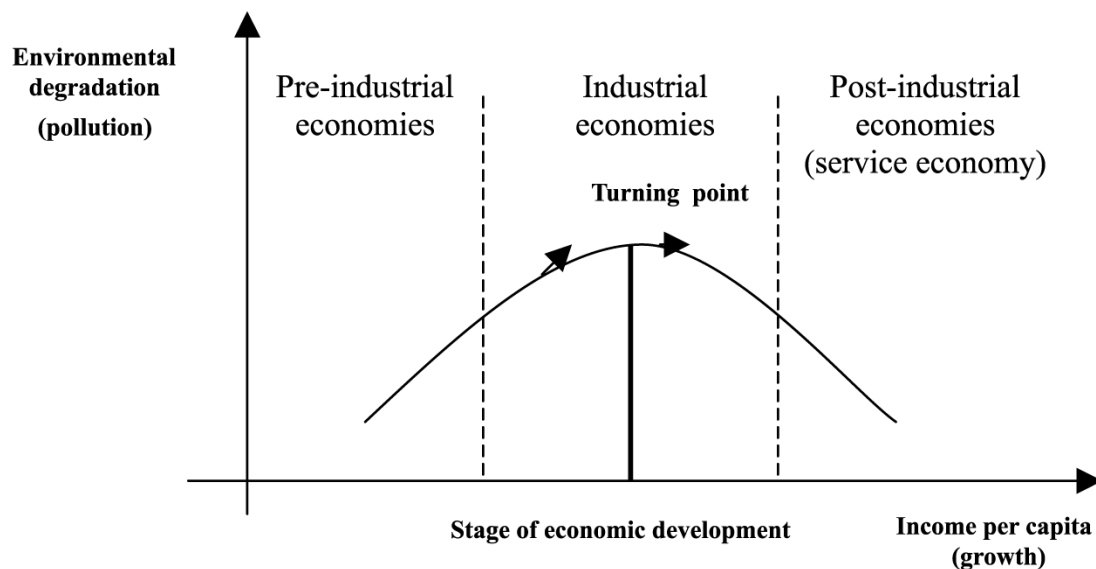 Environmental
degradation
(pollution)
Pre-industrial
economies
Industrial
economies
Post-industrial
economies
(service economy)
Turning point
Stage of economic development
Income per capita
(growth)